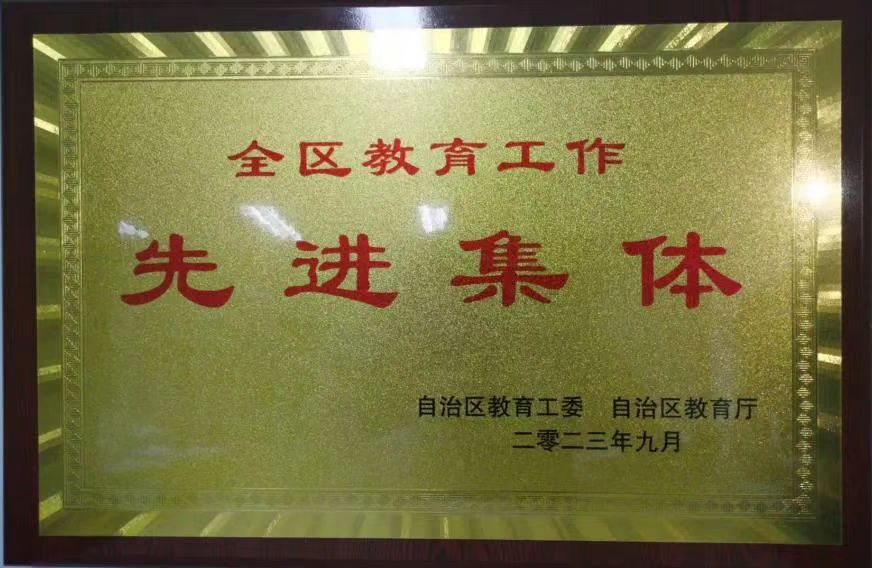 全区教育工作
先进集体
自治区教育工委 自治区教育厅
二零二三年九月